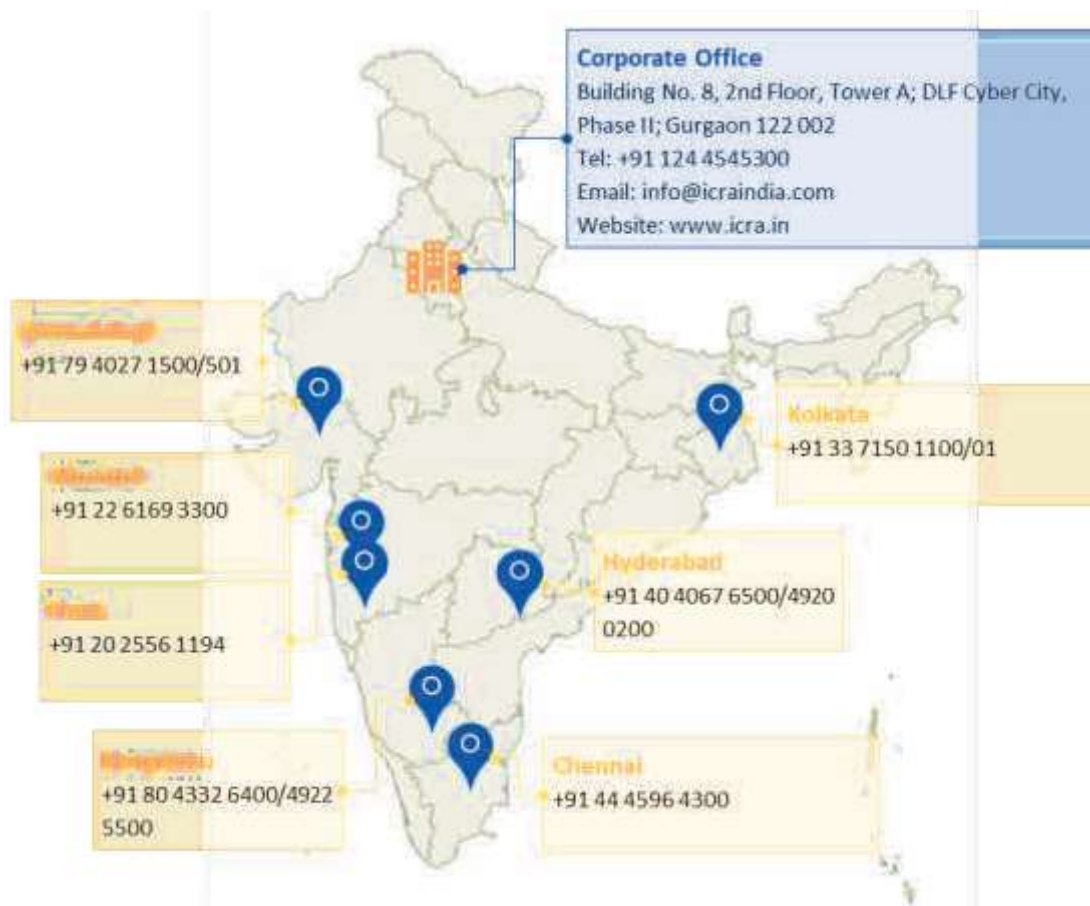 Corporate Office
Building No. 8, 2nd Floor, Tower A; DLF Cyber City,
Phase II; Gurgaon 122 002
Tel: +91 124 4545300
Email: info@icraindia.com
Website: www.icra.in
+91 79 4027 1500/501
Kolkata
+91 33 7150 1100/01
+91 22 6169 3300
Hyderabad
+91 40 4067 6500/4920
0200
+91 20 2556 1194
+91 80 4332 6400/4922
5500
Chennai
+91 44 4596 4300